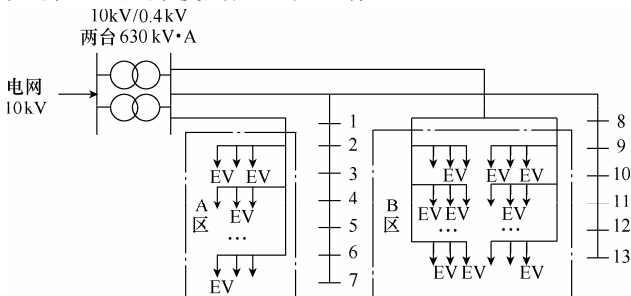 10kV/0.4kV
两台630kV·A
电网
10kV
1
2
3
4
5
6
7
8
9
10
11
12
13
A
区
EV EV
EV
…
EV
B
区
EV EV EV
EV EV EV
… …
EV EV EV